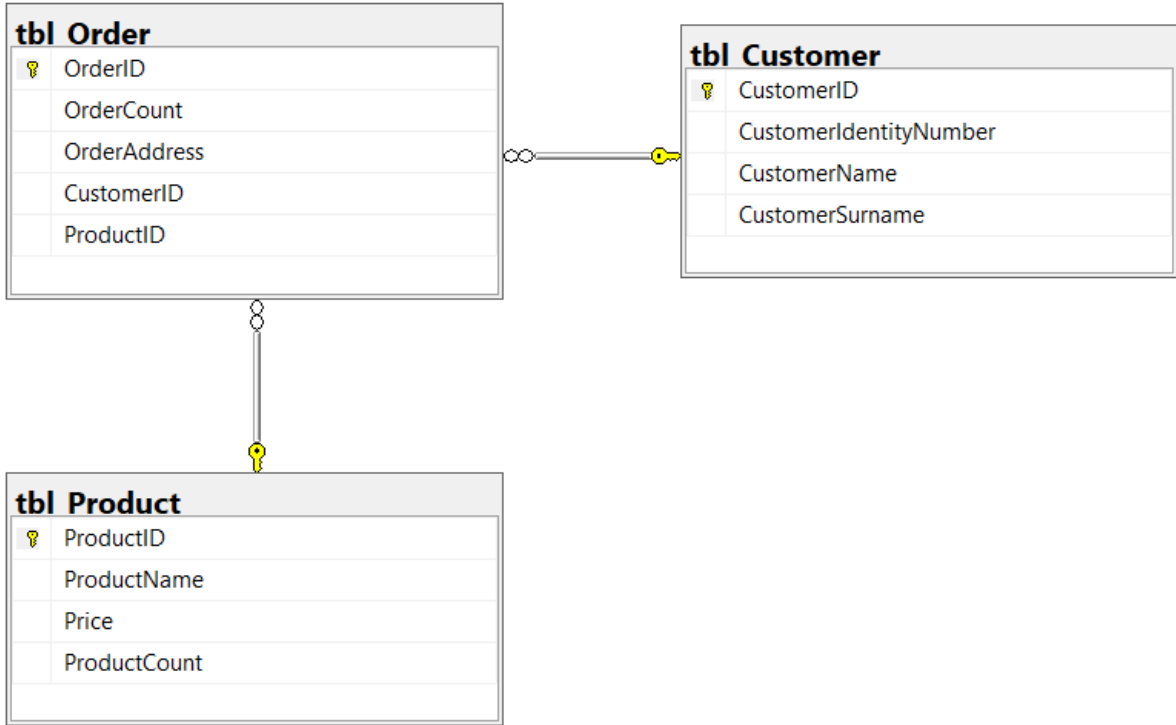 tbl_Order
OrderID
OrderCount
OrderAddress
CustomerID
ProductID
tbl_Customer
CustomerID
CustomerIdentityNumber
CustomerName
CustomerSurname
tbl_Product
ProductID
ProductName
Price
ProductCount